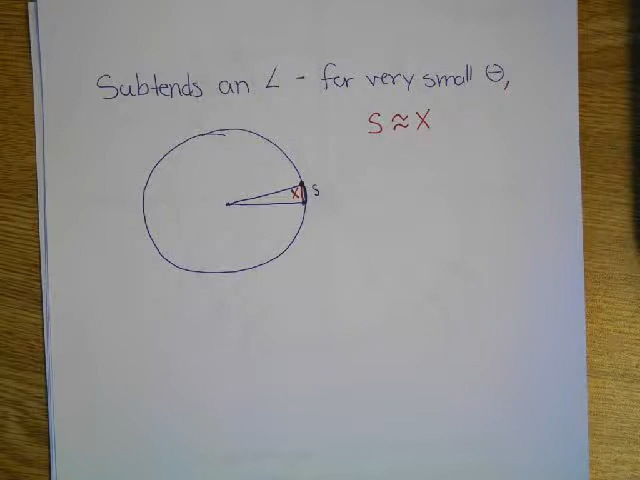 Subtends an ∠ - for very small θ,
S ≈ X
X
S